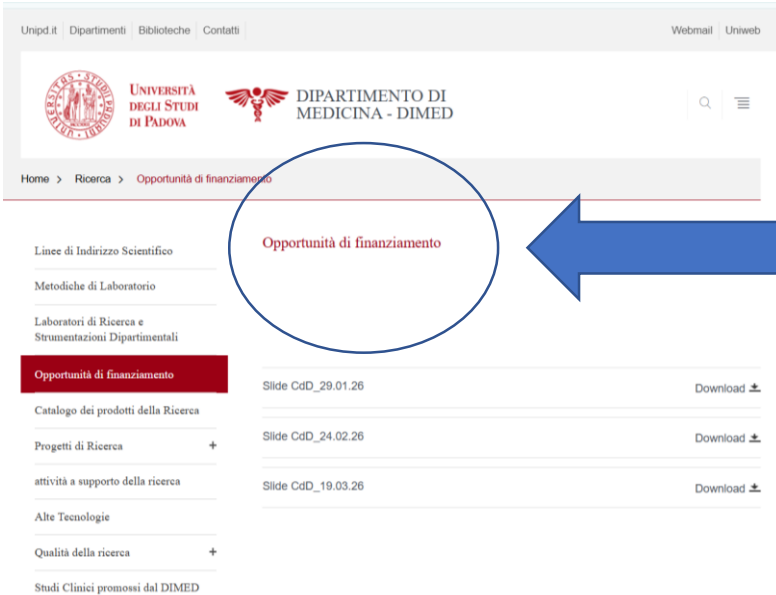 Unipd.it Dipartimenti Biblioteche Contatti Webmail Uniweb
UNIVERSITÀ
DEGLI STUDI
DI PADOVA
DIPARTIMENTO DI
MEDICINA - DIMED
Home > Ricerca > Opportunità di finanziamento
Opportunità di finanziamento
Linee di Indirizzo Scientifico
Metodiche di Laboratorio
Laboratori di Ricerca e
Strumentazioni Dipartimentali
Opportunità di finanziamento
Catalogo dei prodotti della Ricerca
Progetti di Ricerca +
attività a supporto della ricerca
Alte Tecnologie
Qualità della ricerca +
Studi Clinici promossi dal DIMED
Slide CdD_29.01.26 Download
Slide CdD_24.02.26 Download
Slide CdD_19.03.26 Download